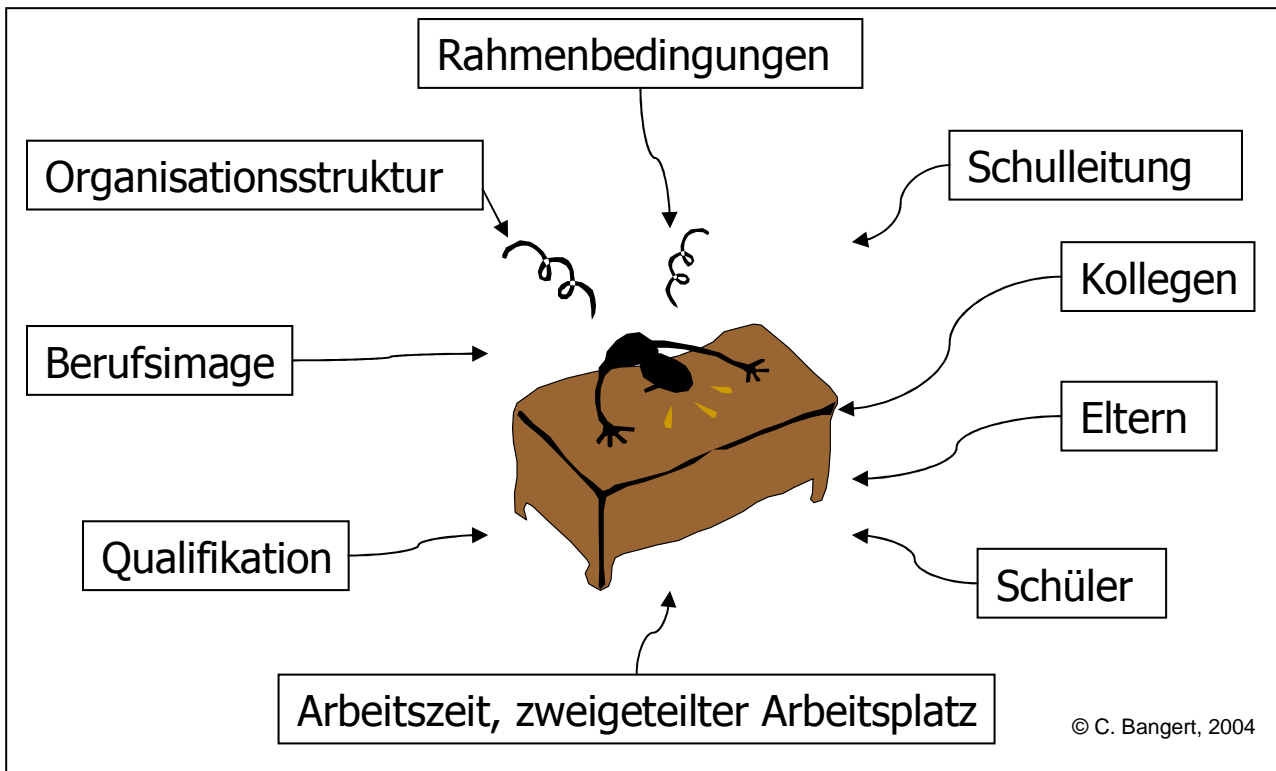 Rahmenbedingungen
Organisationsstruktur
Schulleitung
Kollegen
Berufsimage
Eltern
Qualifikation
Schüler
Arbeitszeit, zweigeteilter Arbeitsplatz
© C. Bangert, 2004